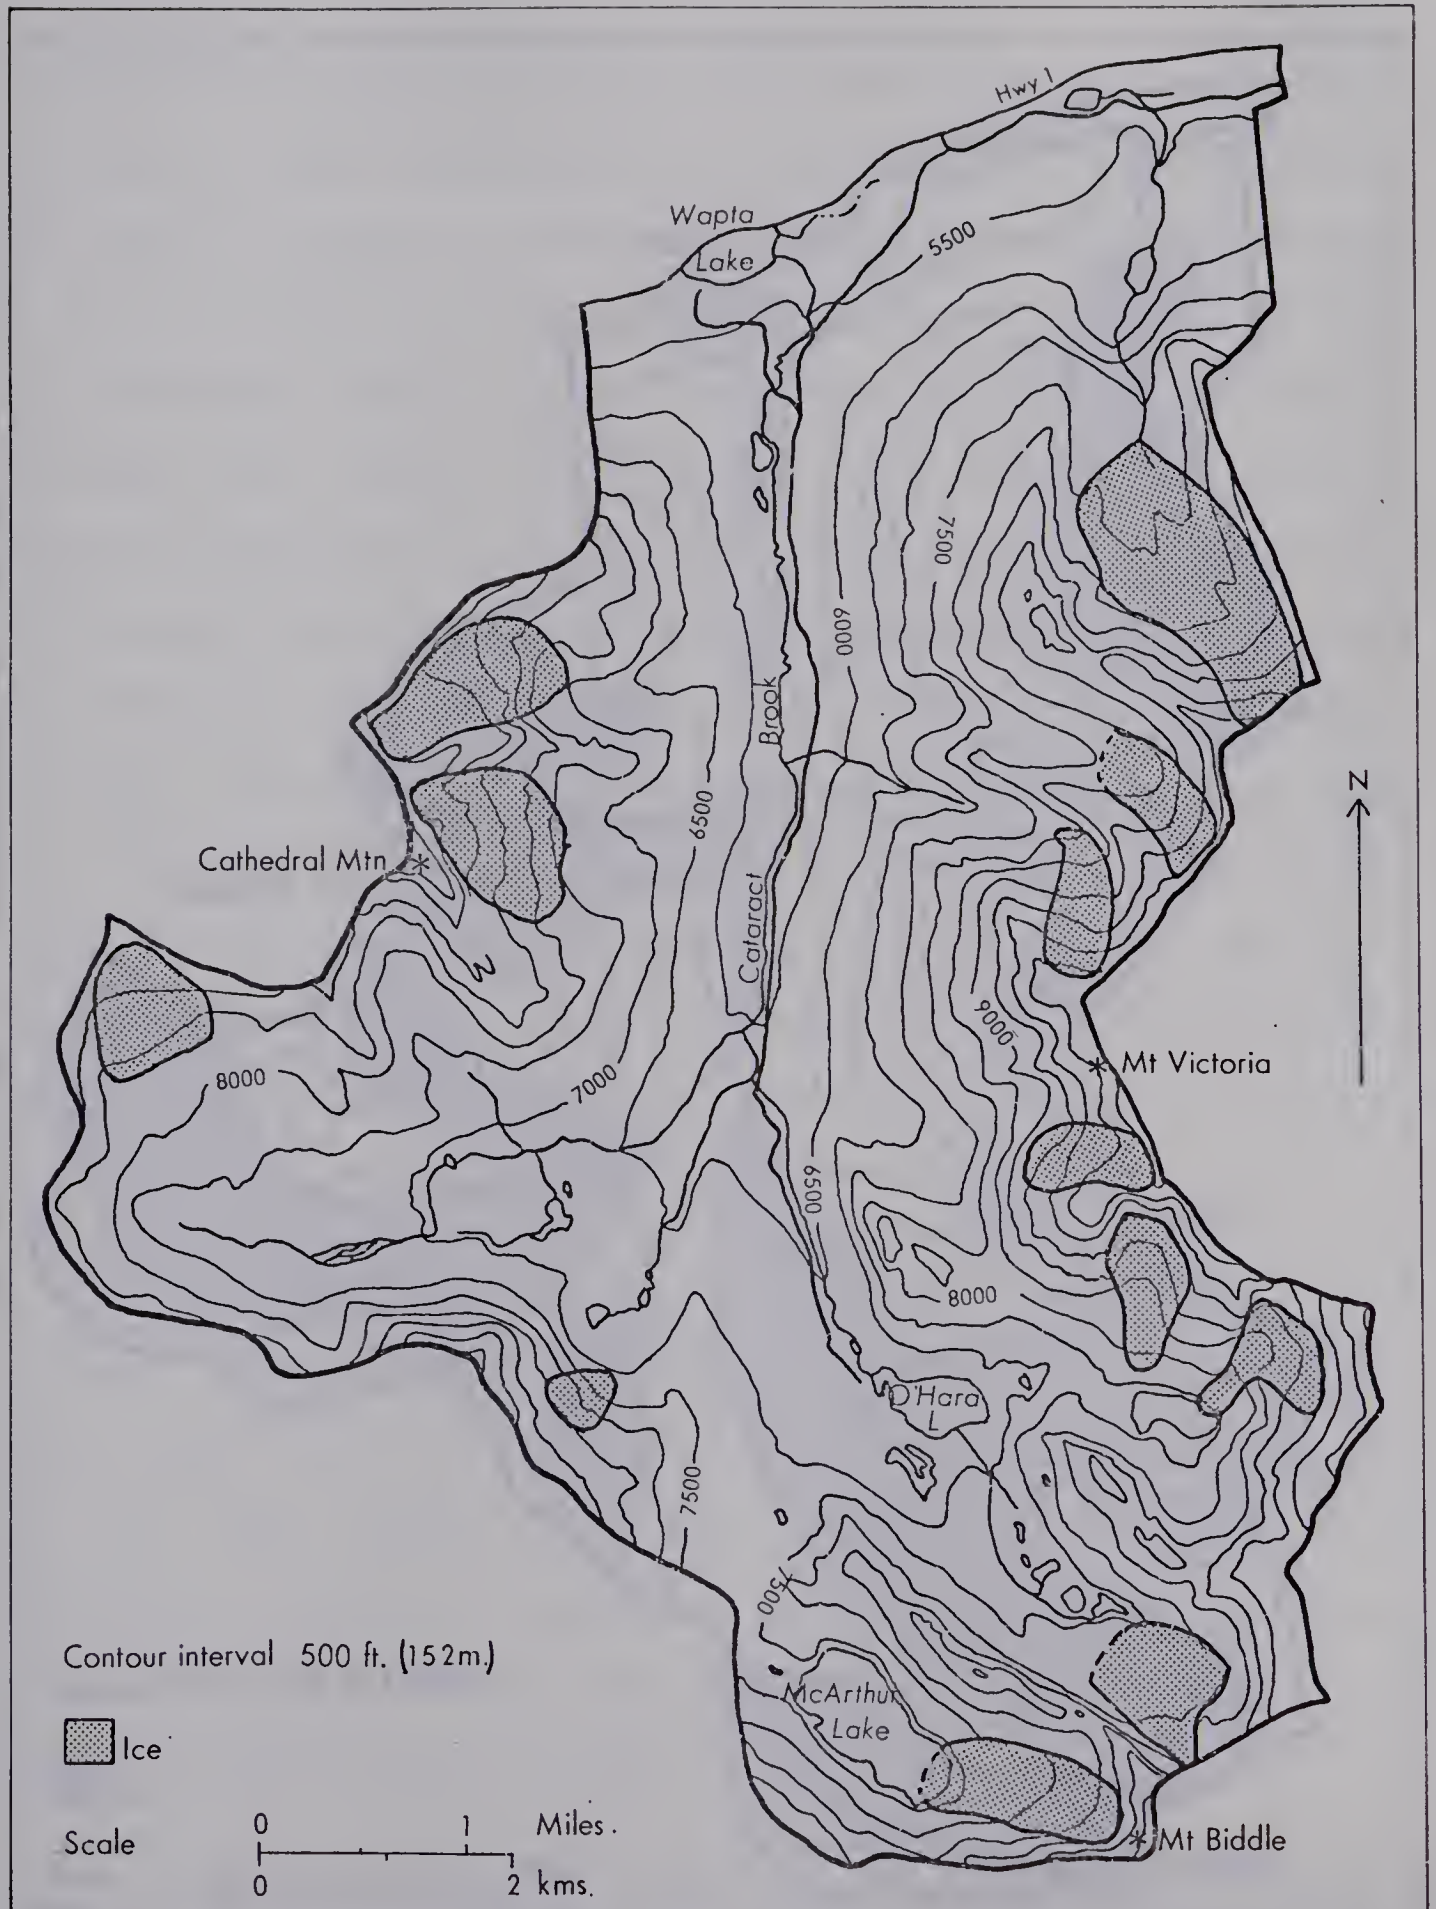 Hwy 1
Wapta
Lake
5500
7500
6000
Brook
6500
Cathedral Mtn
Cataract
N
9000
Mt Victoria
8000
7000
6500
8000
O'Hara
L
7500
7500
Contour interval 500 ft. (152m.)
McArthur
Lake
Ice
Scale
0 1 Miles.
0 2 kms.
Mt Biddle